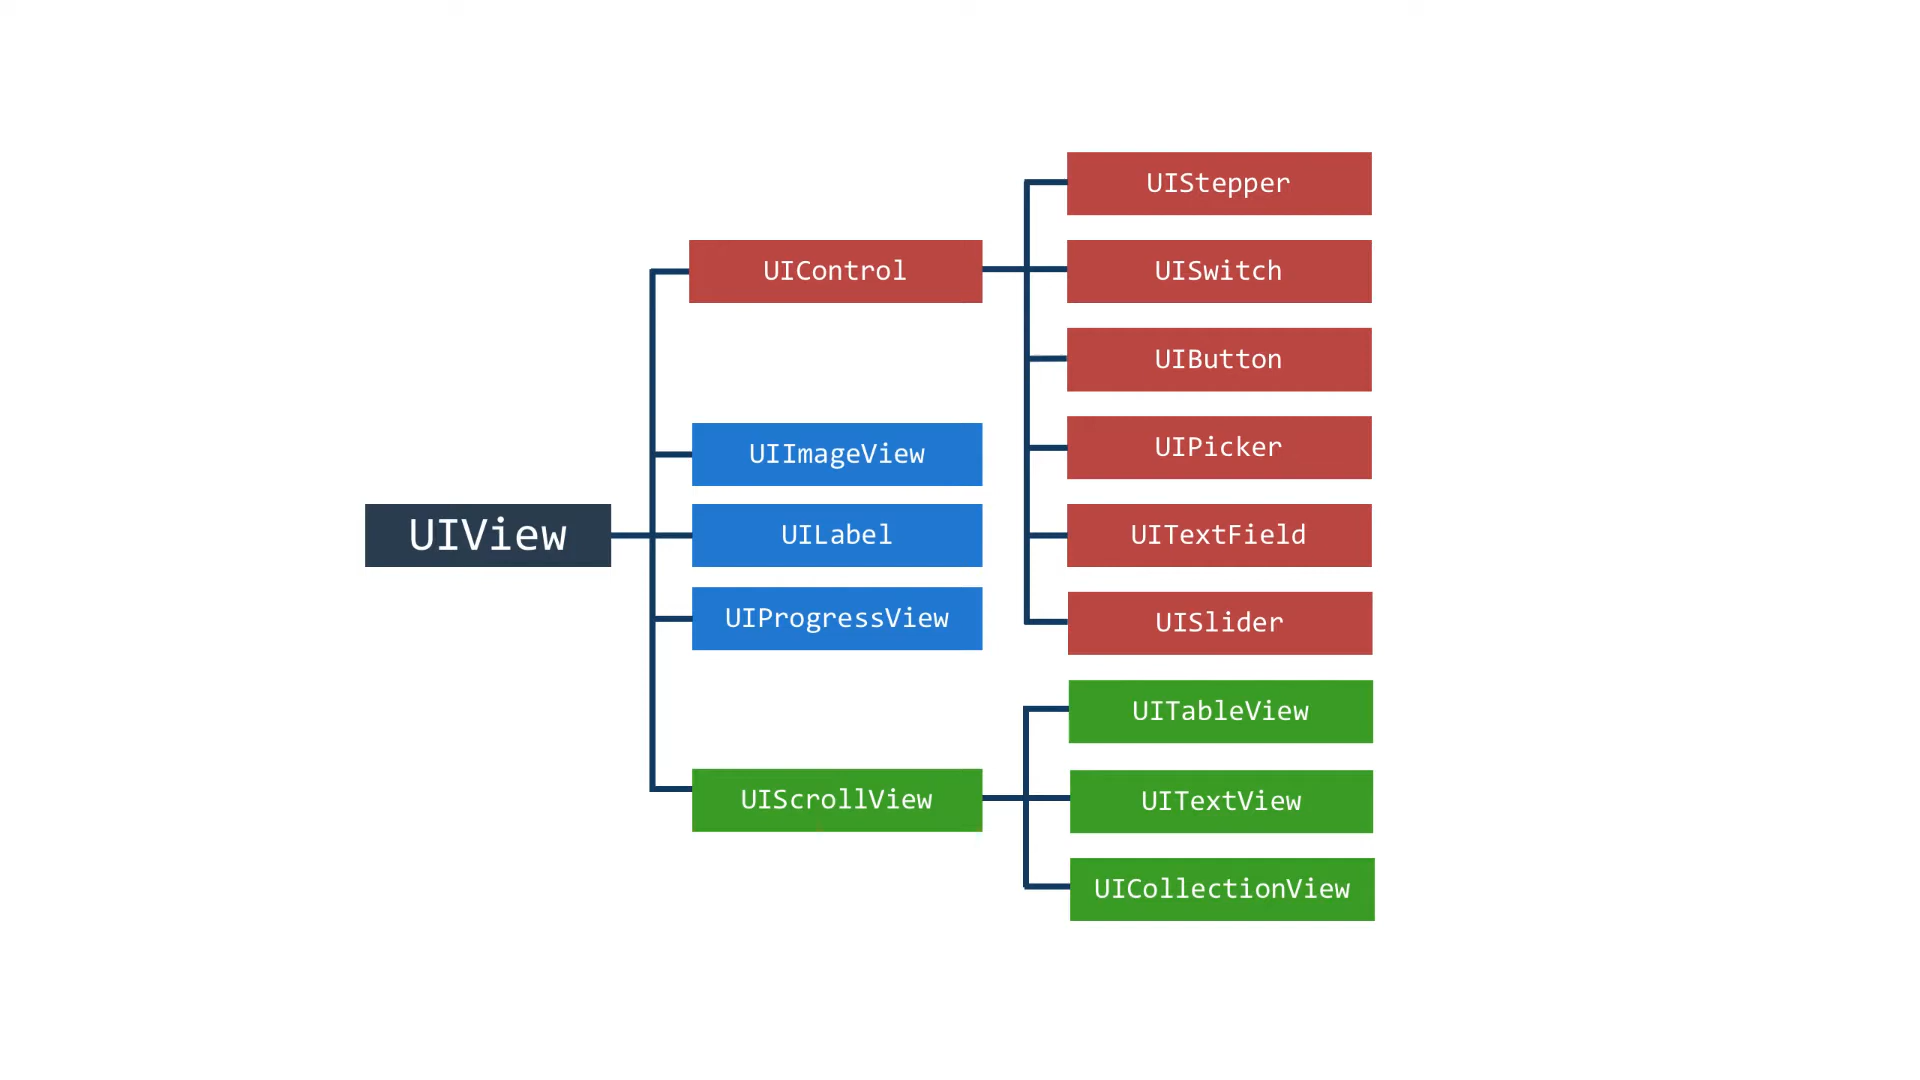 UIView
UIControl
UIImageView
UILabel
UIProgressView
UIScrollView
UIStepper
UISwitch
UIButton
UIPicker
UITextField
UISlider
UITableView
UITextView
UICollectionView